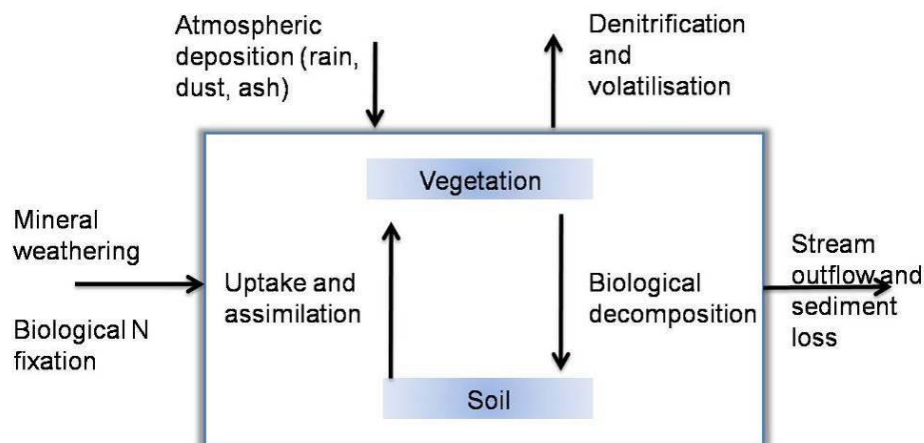 Atmospheric
deposition (rain,
dust, ash)
Denitrification
and
volatilisation
Vegetation
Mineral
weathering
Biological N
fixation
Uptake and
assimilation
Biological
decomposition
Stream
outflow and
sediment
loss
Soil